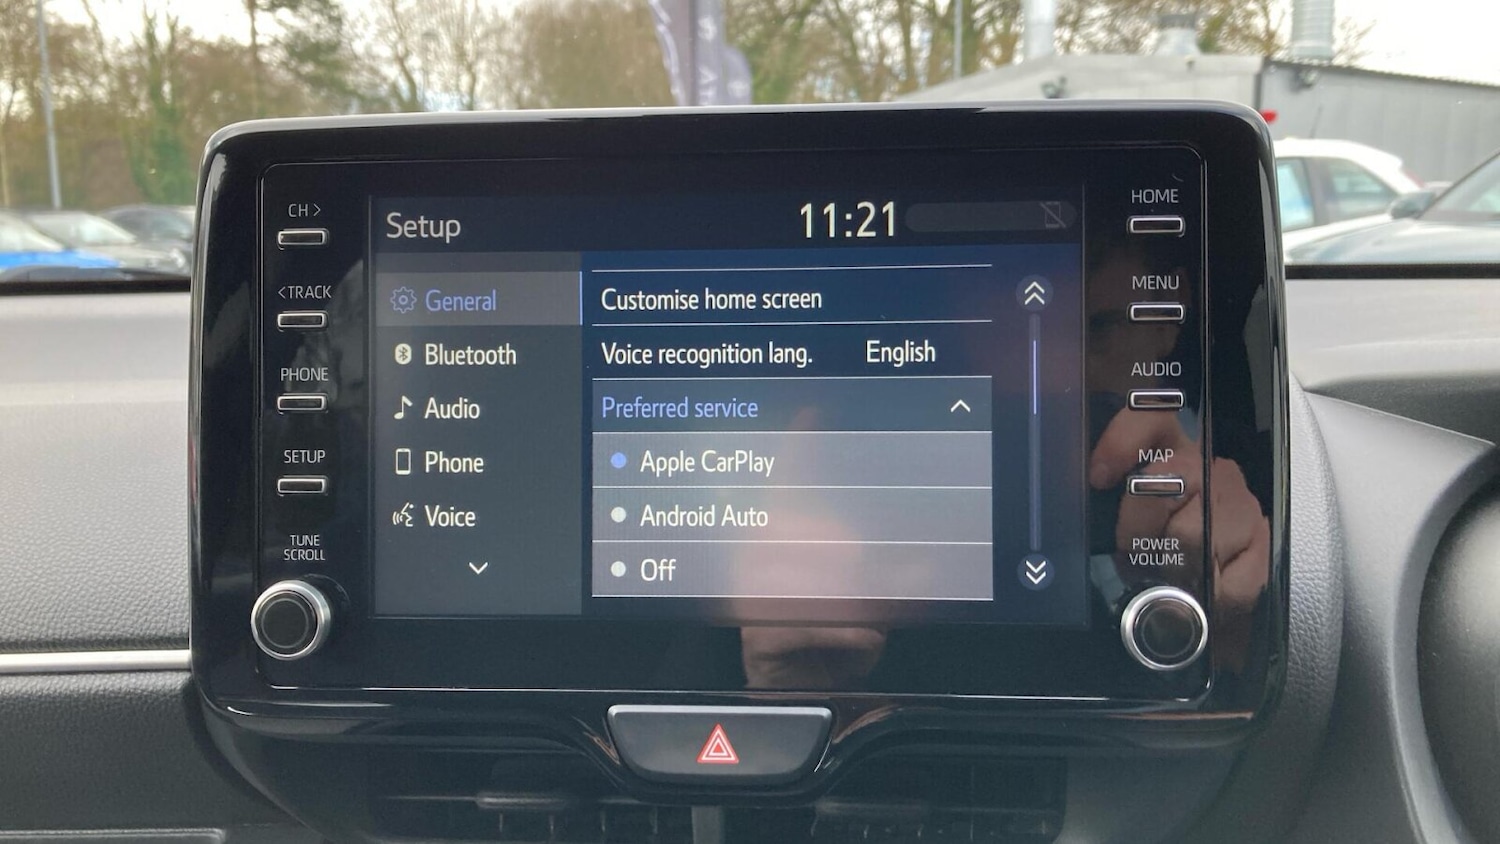 Setup
11:21
CH >
<TRACK
PHONE
SETUP
TUNE
SCROLL
General
Bluetooth
Audio
Phone
Voice
Customise home screen
Voice recognition lang. English
Preferred service
Apple CarPlay
Android Auto
Off
HOME
MENU
AUDIO
MAP
POWER
VOLUME